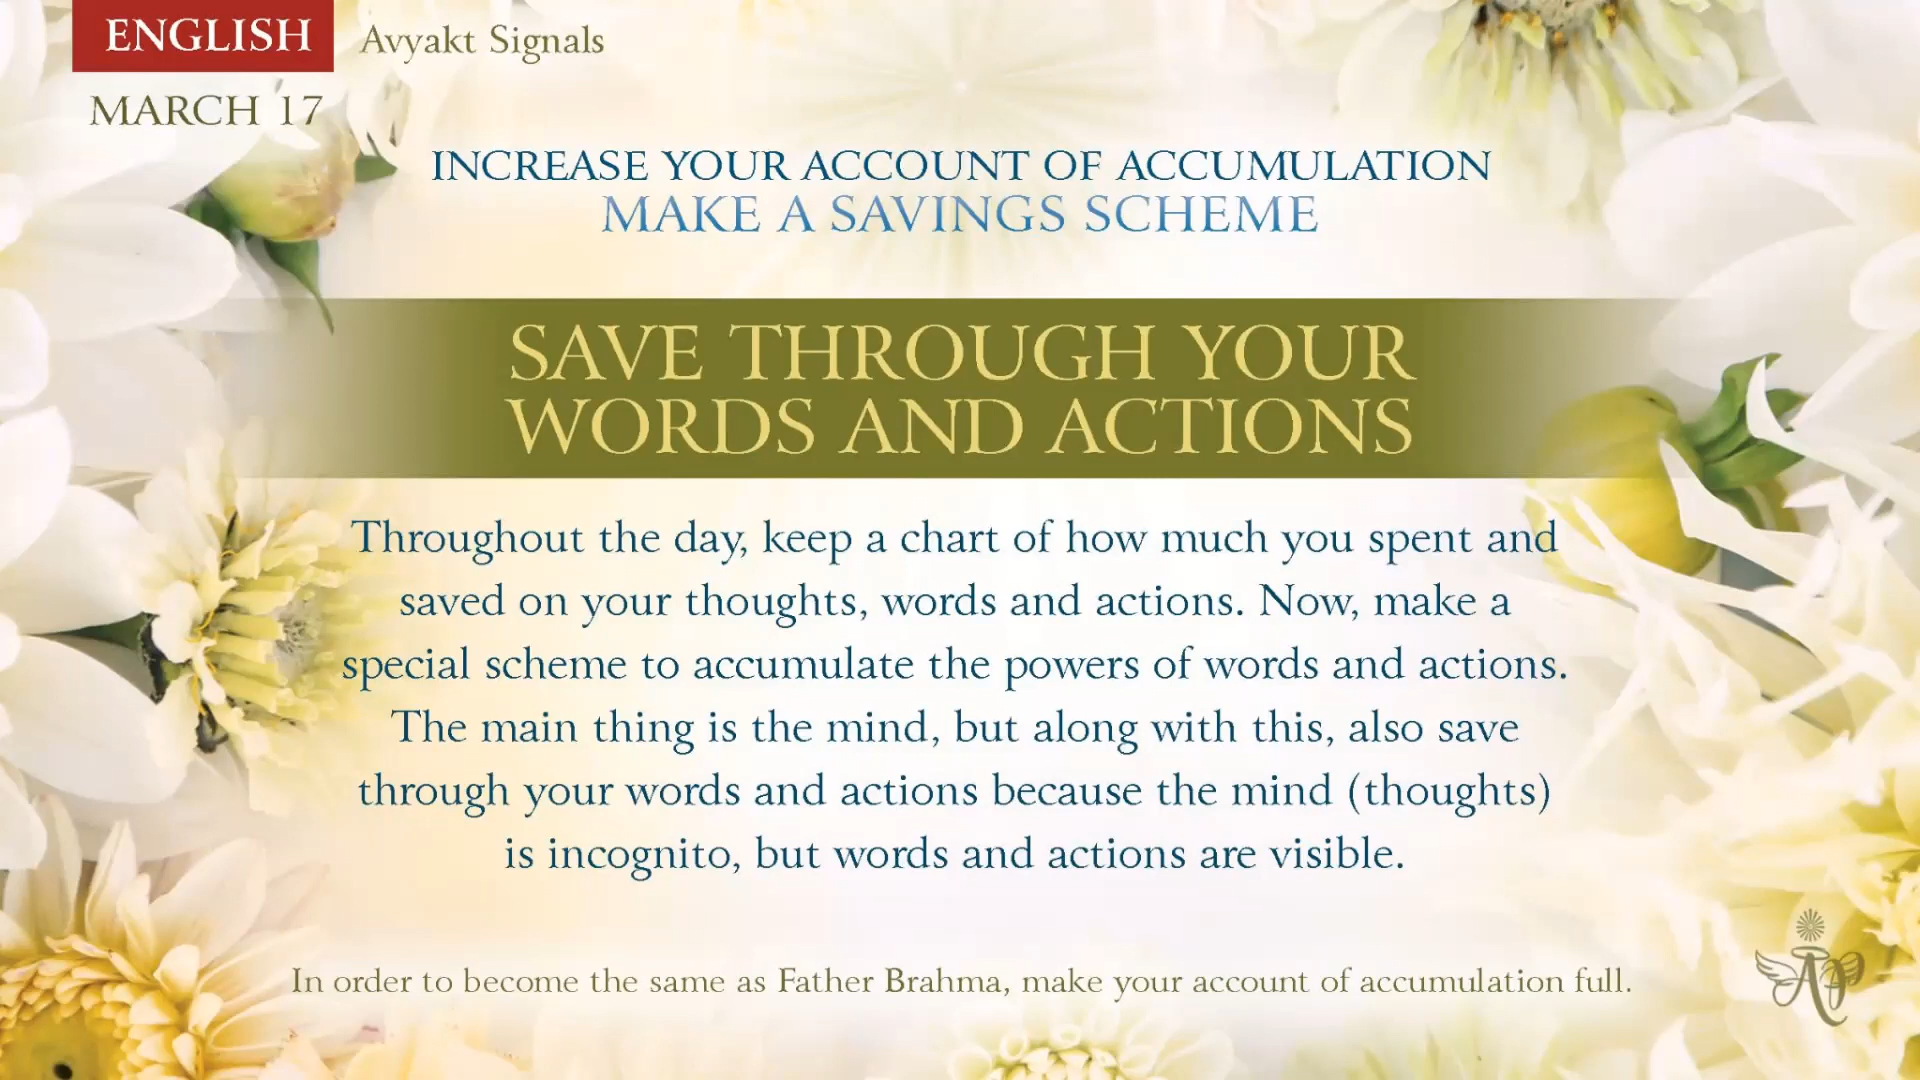 ENGLISH
Avyakt Signals
MARCH 17
INCREASE YOUR ACCOUNT OF ACCUMULATION
MAKE A SAVINGS SCHEME
SAVE THROUGH YOUR
WORDS AND ACTIONS
Throughout the day, keep a chart of how much you spent and
saved on your thoughts, words and actions. Now, make a
special scheme to accumulate the powers of words and actions.
The main thing is the mind, but along with this, also save
through your words and actions because the mind (thoughts)
is incognito, but words and actions are visible.
In order to become the same as Father Brahma, make your account of accumulation full.